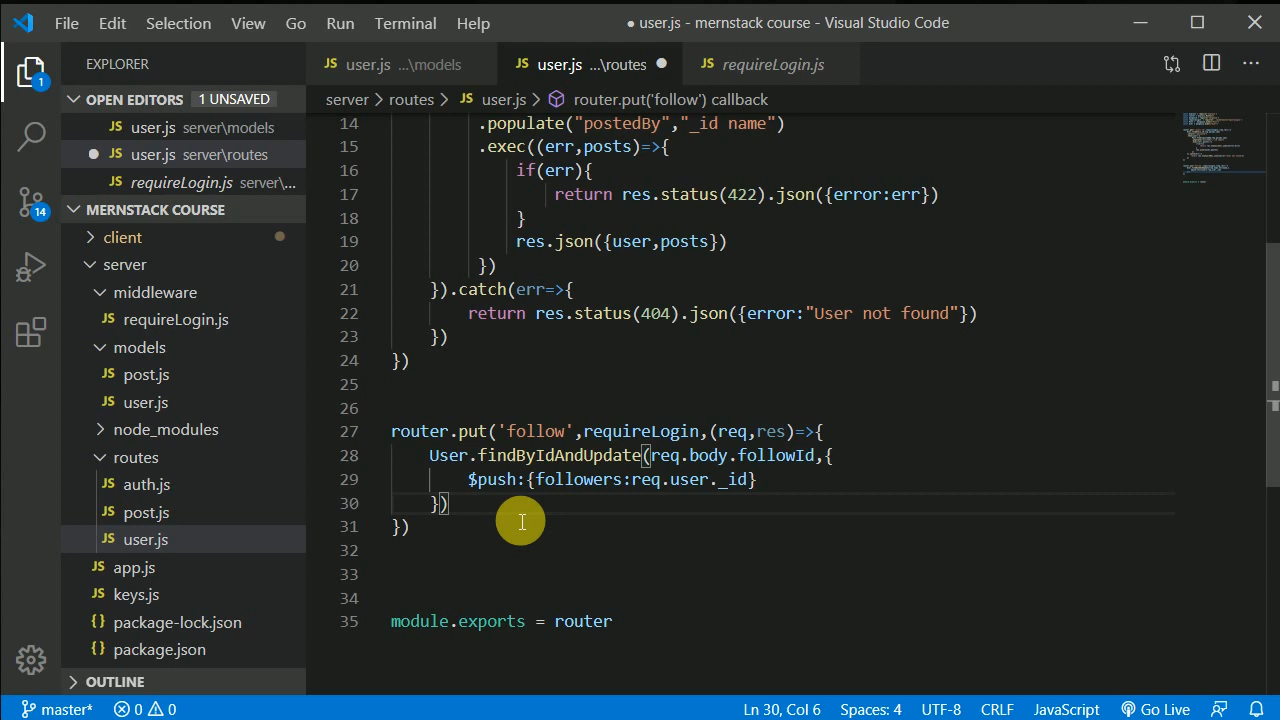 File Edit Selection View Go Run Terminal Help
● user.js - mernstack course - Visual Studio Code
EXPLORER
JS user.js ...\models
JS user.js ...\routes
JS requireLogin.js
OPEN EDITORS 1 UNSAVED
JS user.js server\models
JS user.js server\routes
JS requireLogin.js server\...
MERNSTACK COURSE
client
server
middleware
JS requireLogin.js
models
JS post.js
JS user.js
node_modules
routes
JS auth.js
JS post.js
JS user.js
JS app.js
JS keys.js
{} package-lock.json
{} package.json
OUTLINE
1
14
server > routes > JS user.js > router.put('follow') callback
14 .populate("postedBy","_id name")
15 .exec((err,posts)=>{
16 if(err){
17 return res.status(422).json({error:err})
18 }
19 res.json({user,posts})
20 })
21 }).catch(err=>{
22 return res.status(404).json({error:"User not found"})
23 })
24 })
25
26
27 router.put('follow',requireLogin,(req,res)=>{
28 User.findByIdAndUpdate(req.body.followId,{
29 $push:{followers:req.user._id}
30 })
31 })
32
33
34
35 module.exports = router
master* 0 0
Ln 30, Col 6 Spaces: 4 UTF-8 CRLF JavaScript Go Live